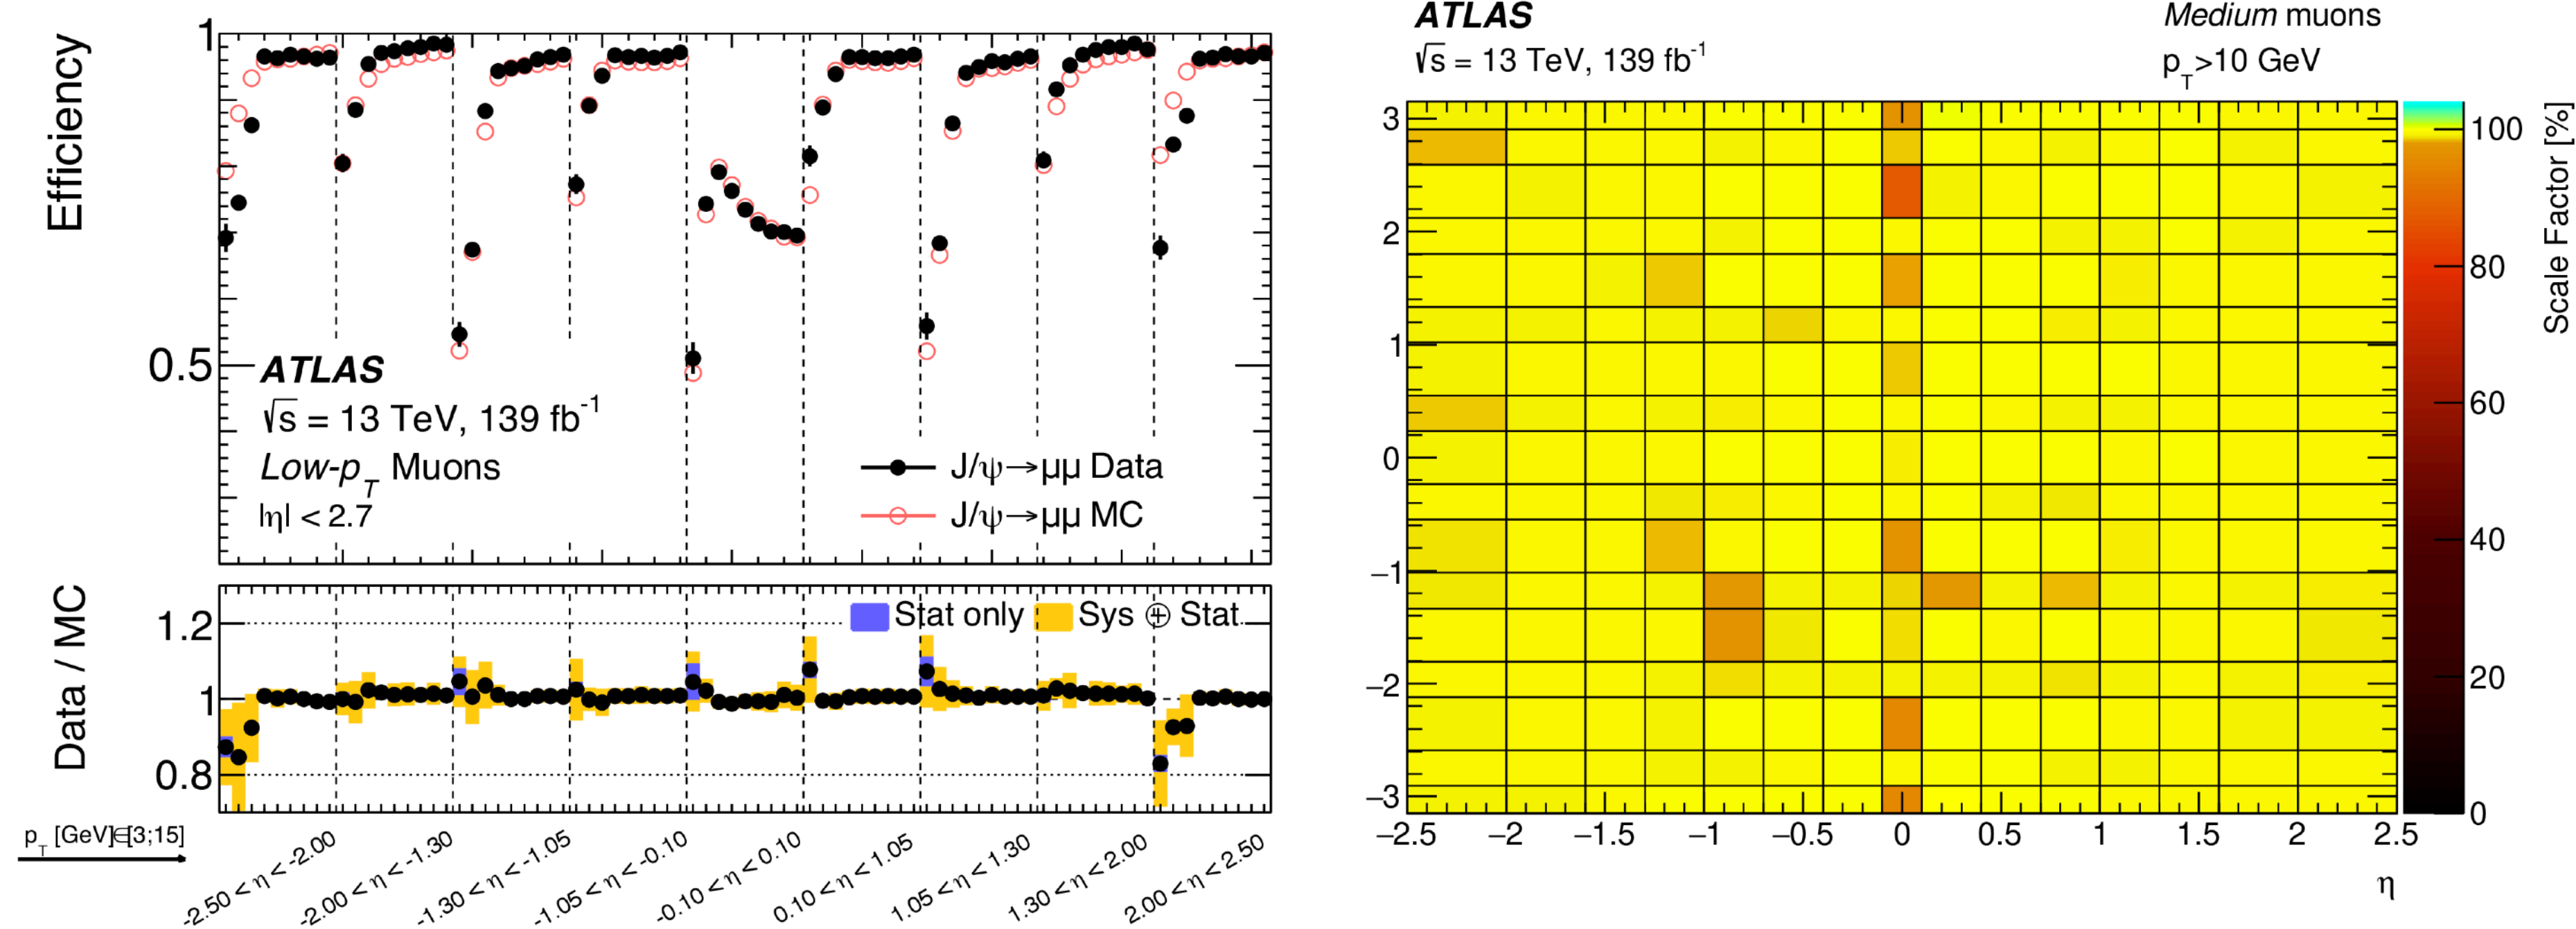 Efficiency
1
0.5
ATLAS
√s = 13 TeV, 139 fb⁻¹
Low-p_T Muons
|η| < 2.7
J/ψ→μμ Data
J/ψ→μμ MC
Data / MC
1.2
1
0.8
Stat only
Sys ⊕ Stat.
p_T [GeV]∈[3;15]
-2.50 < η < -2.00
-2.00 < η < -1.30
-1.30 < η < -1.05
-1.05 < η < -0.10
-0.10 < η < 0.10
0.10 < η < 1.05
1.05 < η < 1.30
1.30 < η < 2.00
2.00 < η < 2.50
ATLAS
√s = 13 TeV, 139 fb⁻¹
Medium muons
p_T>10 GeV
3
2
1
0
−1
−2
−3
−2.5 −2 −1.5 −1 −0.5 0 0.5 1 1.5 2 2.5
η
100
80
60
40
20
0
Scale Factor [%]